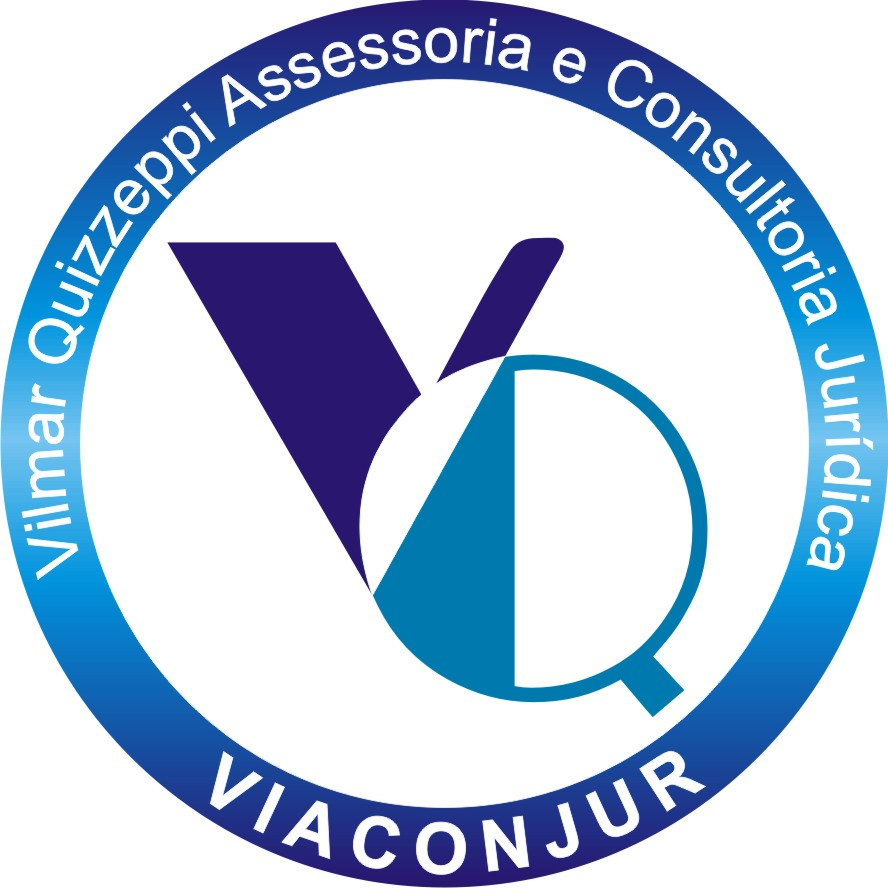 Vilmar Quizzeppi Assessoria e Consultoria Jurídica
VIACONJUR